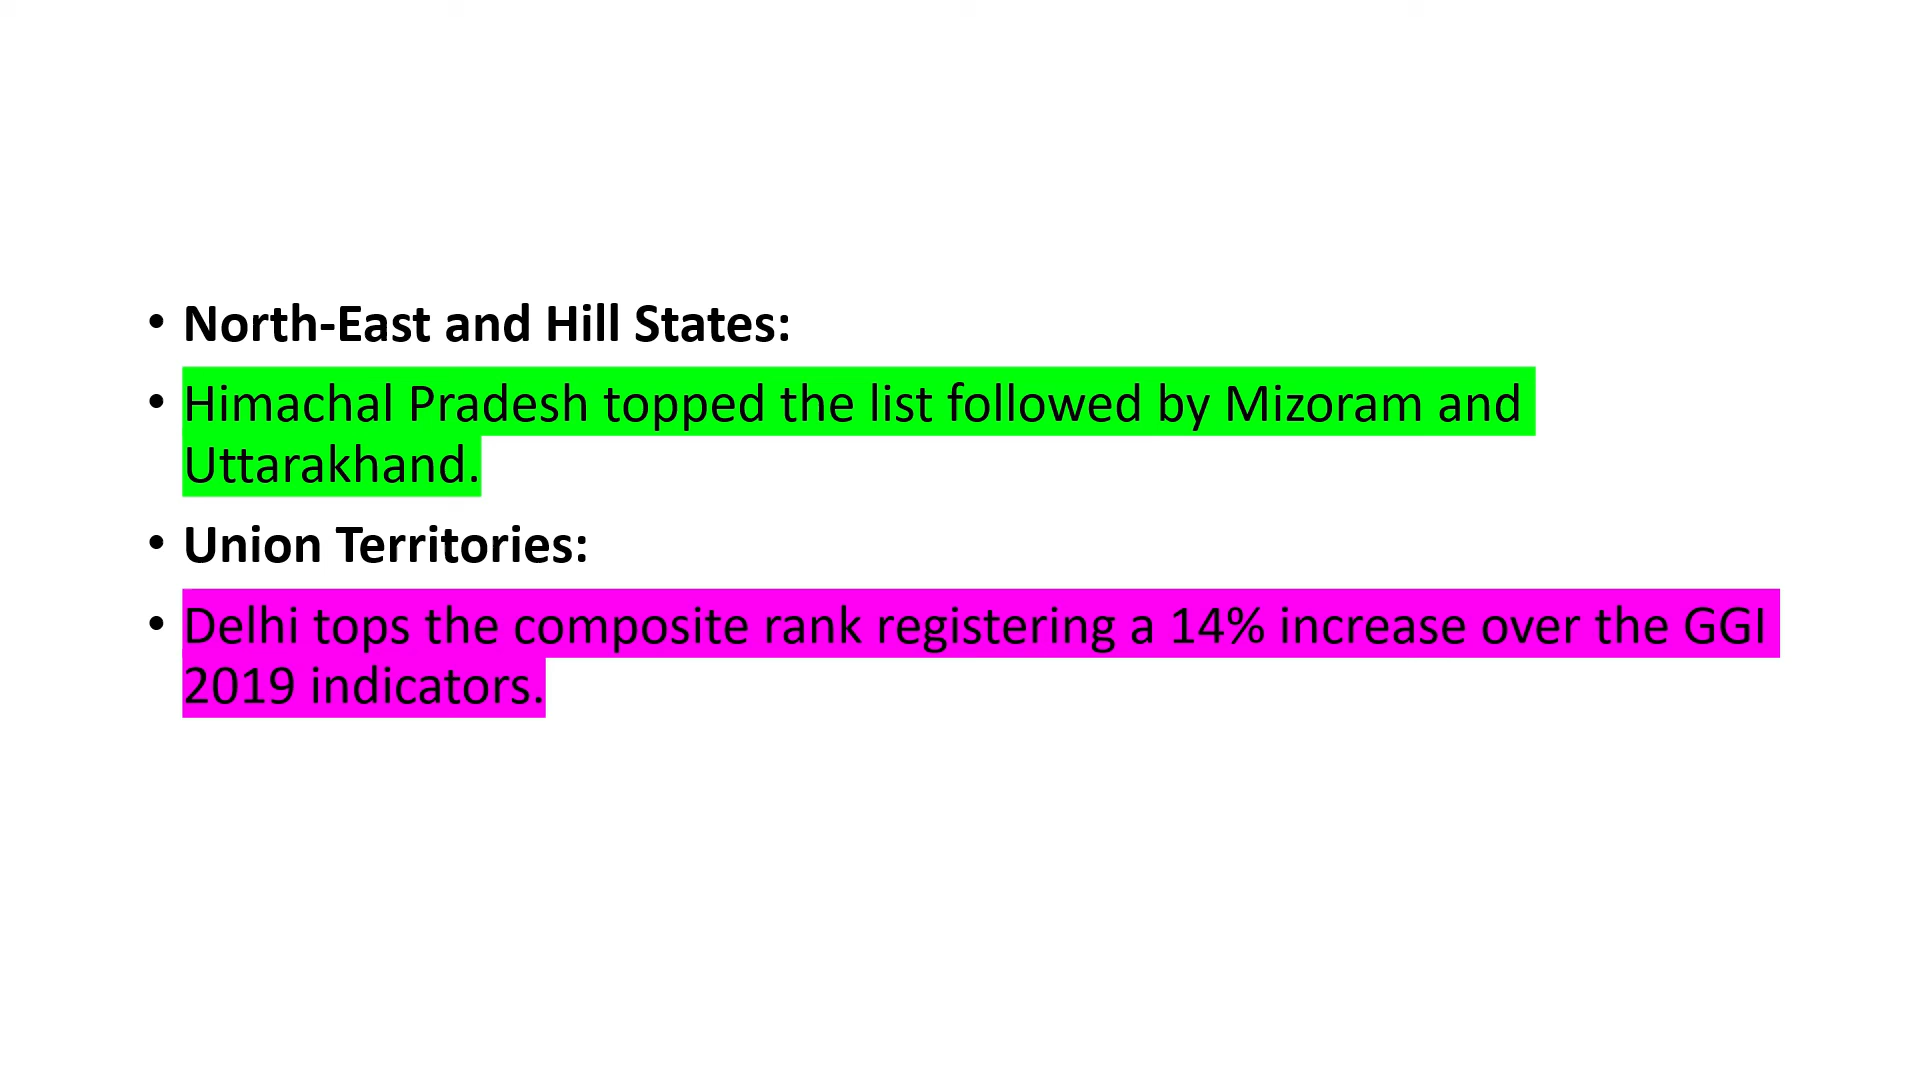 • North-East and Hill States:
• Himachal Pradesh topped the list followed by Mizoram and
Uttarakhand.
• Union Territories:
• Delhi tops the composite rank registering a 14% increase over the GGI
2019 indicators.